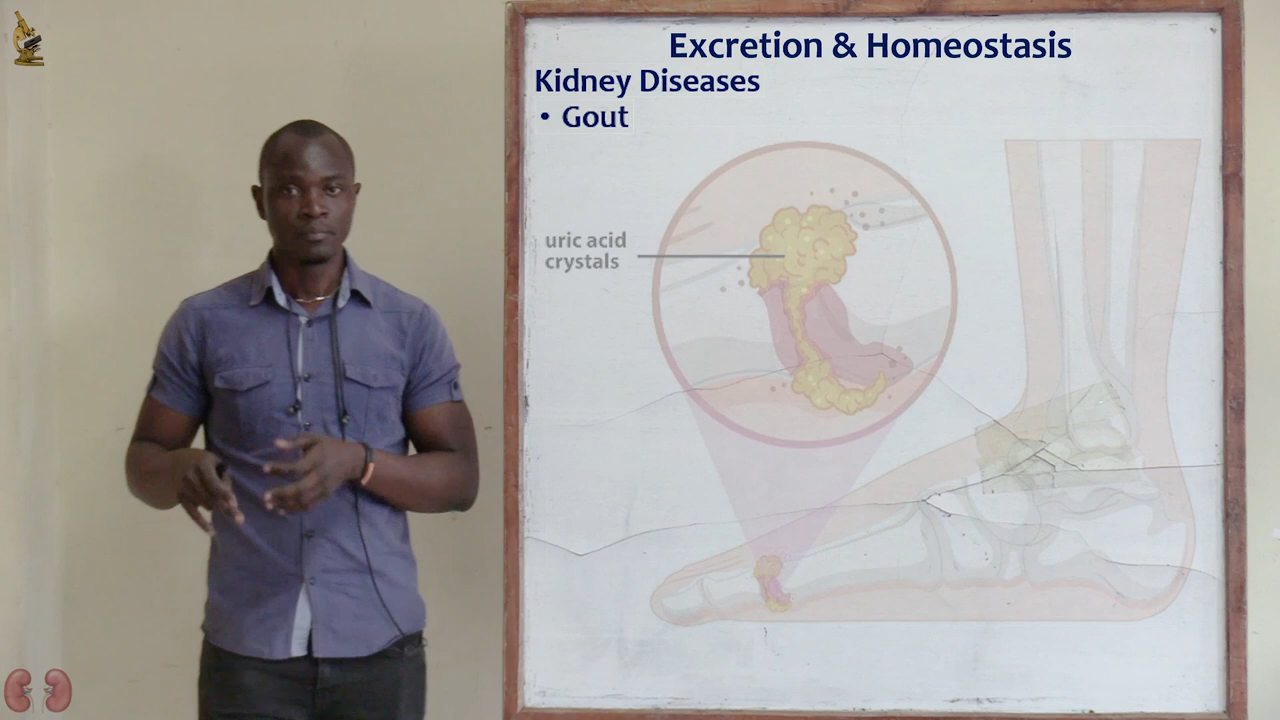 Excretion & Homeostasis
Kidney Diseases
• Gout
uric acid
crystals